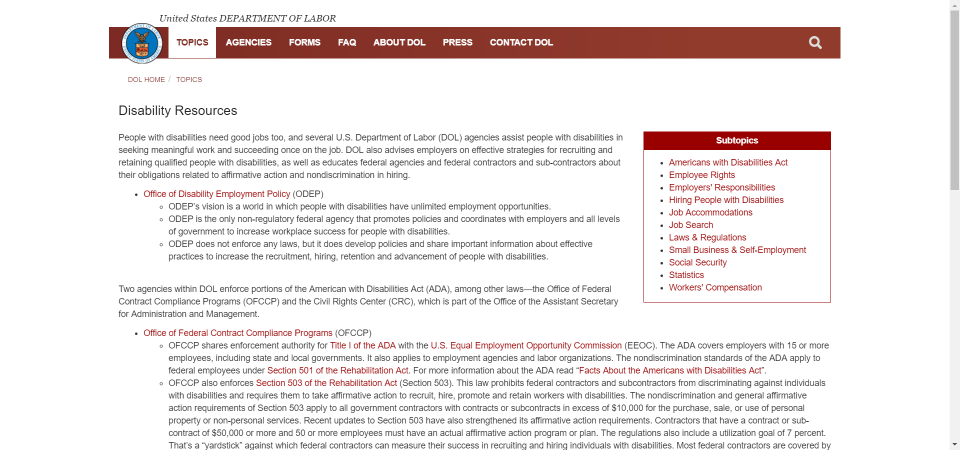 United States DEPARTMENT OF LABOR
TOPICS AGENCIES FORMS FAQ ABOUT DOL PRESS CONTACT DOL
DOL HOME / TOPICS
Disability Resources
People with disabilities need good jobs too, and several U.S. Department of Labor (DOL) agencies assist people with disabilities in
seeking meaningful work and succeeding once on the job. DOL also advises employers on effective strategies for recruiting and
retaining qualified people with disabilities, as well as educates federal agencies and federal contractors and sub-contractors about
their obligations related to affirmative action and nondiscrimination in hiring.
Office of Disability Employment Policy (ODEP)
ODEP's vision is a world in which people with disabilities have unlimited employment opportunities.
ODEP is the only non-regulatory federal agency that promotes policies and coordinates with employers and all levels
of government to increase workplace success for people with disabilities.
ODEP does not enforce any laws, but it does develop policies and share important information about effective
practices to increase the recruitment, hiring, retention and advancement of people with disabilities.
Two agencies within DOL enforce portions of the American with Disabilities Act (ADA), among other laws—the Office of Federal
Contract Compliance Programs (OFCCP) and the Civil Rights Center (CRC), which is part of the Office of the Assistant Secretary
for Administration and Management.
Subtopics
Americans with Disabilities Act
Employee Rights
Employers' Responsibilities
Hiring People with Disabilities
Job Accommodations
Job Search
Laws & Regulations
Small Business & Self-Employment
Social Security
Statistics
Workers' Compensation
Office of Federal Contract Compliance Programs (OFCCP)
OFCCP shares enforcement authority for Title I of the ADA with the U.S. Equal Employment Opportunity Commission (EEOC). The ADA covers employers with 15 or more
employees, including state and local governments. It also applies to employment agencies and labor organizations. The nondiscrimination standards of the ADA apply to
federal employees under Section 501 of the Rehabilitation Act. For more information about the ADA read “Facts About the Americans with Disabilities Act”.
OFCCP also enforces Section 503 of the Rehabilitation Act (Section 503). This law prohibits federal contractors and subcontractors from discriminating against individuals
with disabilities and requires them to take affirmative action to recruit, hire, promote and retain workers with disabilities. The nondiscrimination and general affirmative
action requirements of Section 503 apply to all government contractors with contracts or subcontracts in excess of $10,000 for the purchase, sale, or use of personal
property or non-personal services. Recent updates to Section 503 have also strengthened its affirmative action requirements. Contractors that have a contract or sub-
contract of $50,000 or more and 50 or more employees must have an actual affirmative action program or plan. The regulations also include a utilization goal of 7 percent.
That's a “yardstick” against which federal contractors can measure their success in recruiting and hiring individuals with disabilities. Most federal contractors are covered by